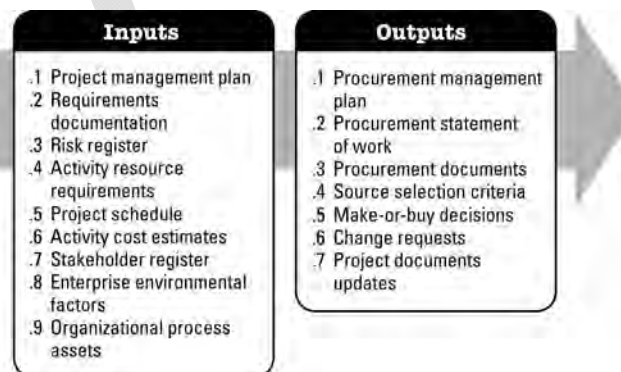 Inputs
.1 Project management plan
.2 Requirements
documentation
.3 Risk register
.4 Activity resource
requirements
.5 Project schedule
.6 Activity cost estimates
.7 Stakeholder register
.8 Enterprise environmental
factors
.9 Organizational process
assets
Outputs
.1 Procurement management
plan
.2 Procurement statement
of work
.3 Procurement documents
.4 Source selection criteria
.5 Make-or-buy decisions
.6 Change requests
.7 Project documents
updates